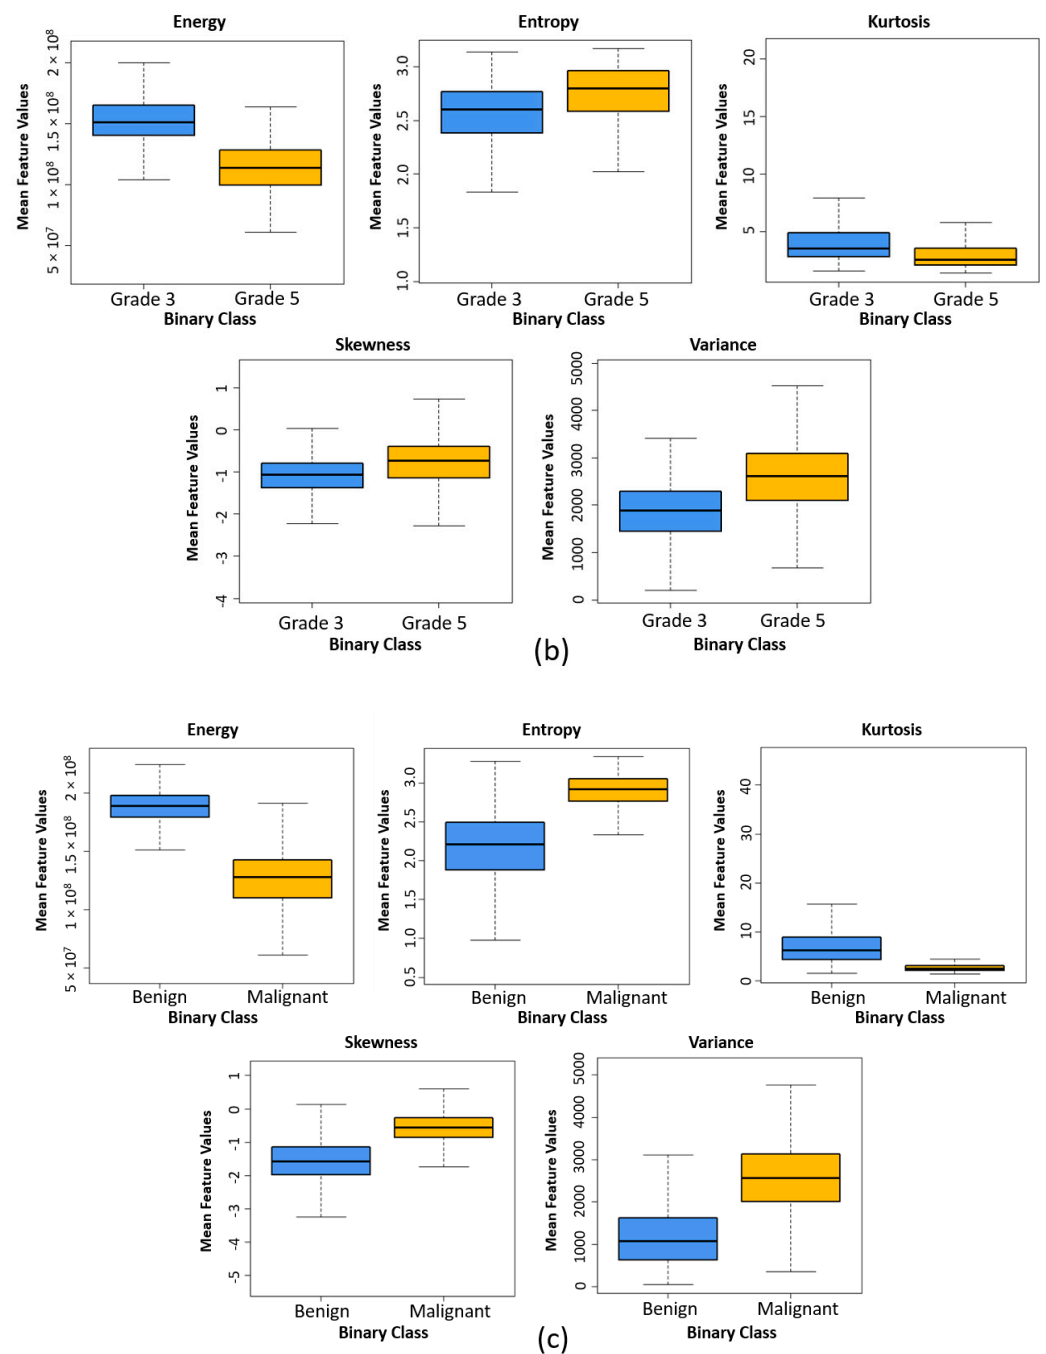 Energy
Mean Feature Values
2 × 10⁸
1.5 × 10⁸
1 × 10⁸
5 × 10⁷
Grade 3 Grade 5
Binary Class
Entropy
Mean Feature Values
3.0
2.5
2.0
1.5
1.0
Grade 3 Grade 5
Binary Class
Kurtosis
Mean Feature Values
20
15
10
5
Grade 3 Grade 5
Binary Class
Skewness
Mean Feature Values
1
0
-1
-2
-3
-4
Grade 3 Grade 5
Binary Class
Variance
Mean Feature Values
5000
4000
3000
2000
1000
0
Grade 3 Grade 5
Binary Class
(b)
Energy
Mean Feature Values
2 × 10⁸
1.5 × 10⁸
1 × 10⁸
5 × 10⁷
Benign Malignant
Binary Class
Entropy
Mean Feature Values
3.0
2.5
2.0
1.5
1.0
0.5
Benign Malignant
Binary Class
Kurtosis
Mean Feature Values
40
30
20
10
0
Benign Malignant
Binary Class
Skewness
Mean Feature Values
1
0
-1
-2
-3
-4
-5
Benign Malignant
Binary Class
Variance
Mean Feature Values
5000
4000
3000
2000
1000
0
Benign Malignant
Binary Class
(c)